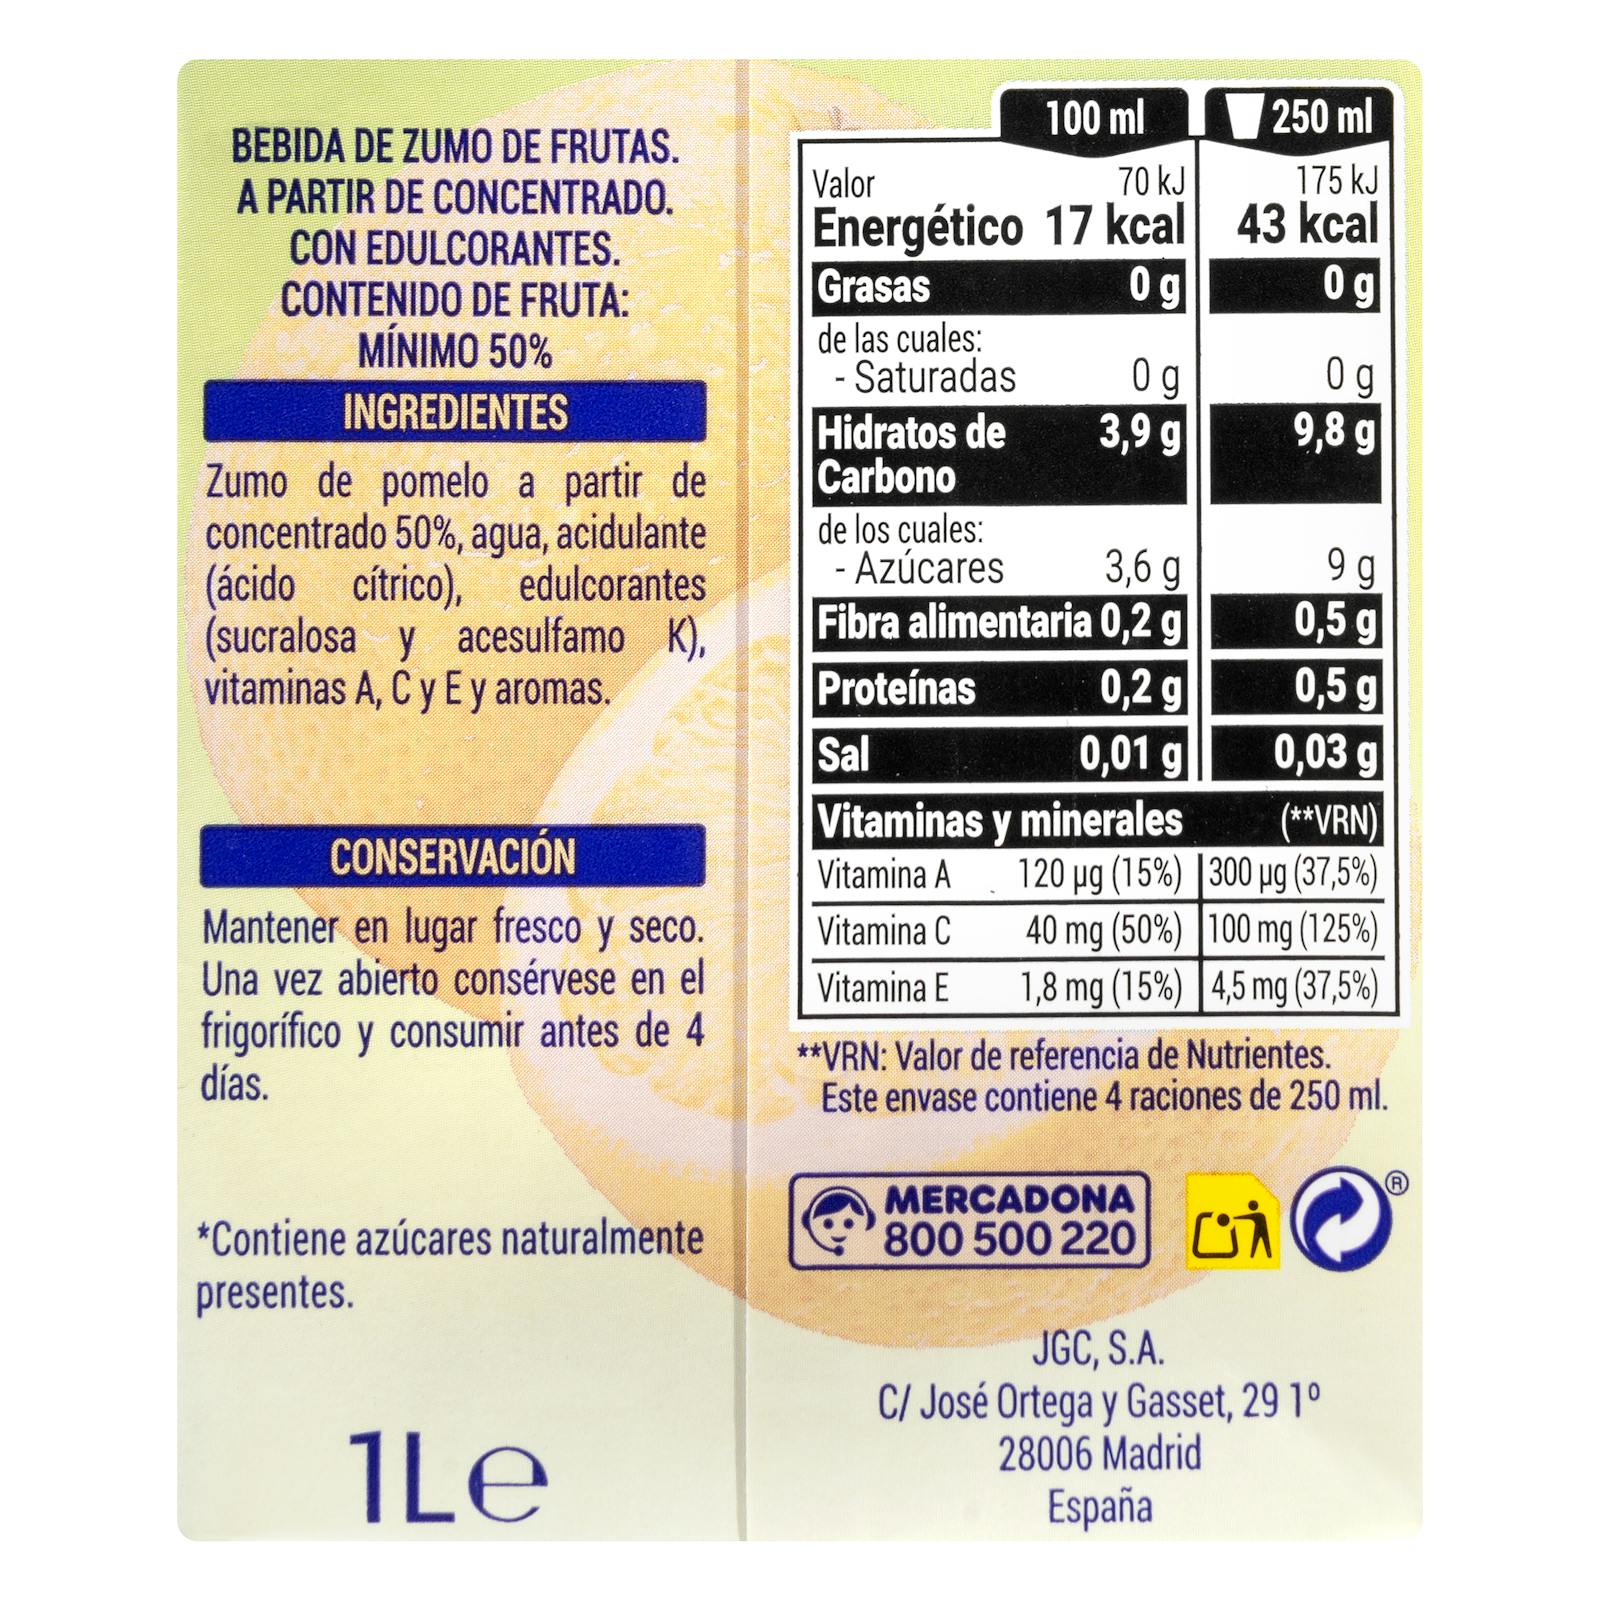 BEBIDA DE ZUMO DE FRUTAS.
A PARTIR DE CONCENTRADO.
CON EDULCORANTES.
CONTENIDO DE FRUTA:
MÍNIMO 50%
INGREDIENTES
Zumo de pomelo a partir de
concentrado 50%, agua, acidulante
(ácido cítrico), edulcorantes
(sucralosa y acesulfamo K),
vitaminas A, C y E y aromas.
CONSERVACIÓN
Mantener en lugar fresco y seco.
Una vez abierto consérvese en el
frigorífico y consumir antes de 4
días.
*Contiene azúcares naturalmente
presentes.
1L℮
100 ml 250 ml
Valor 70 kJ 175 kJ
Energético 17 kcal 43 kcal
Grasas 0 g 0 g
de las cuales:
- Saturadas 0 g 0 g
Hidratos de 3,9 g 9,8 g
Carbono
de los cuales:
- Azúcares 3,6 g 9 g
Fibra alimentaria 0,2 g 0,5 g
Proteínas 0,2 g 0,5 g
Sal 0,01 g 0,03 g
Vitaminas y minerales (**VRN)
Vitamina A 120 µg (15%) 300 µg (37,5%)
Vitamina C 40 mg (50%) 100 mg (125%)
Vitamina E 1,8 mg (15%) 4,5 mg (37,5%)
**VRN: Valor de referencia de Nutrientes.
Este envase contiene 4 raciones de 250 ml.
MERCADONA
800 500 220
®
JGC, S.A.
C/ José Ortega y Gasset, 29 1º
28006 Madrid
España